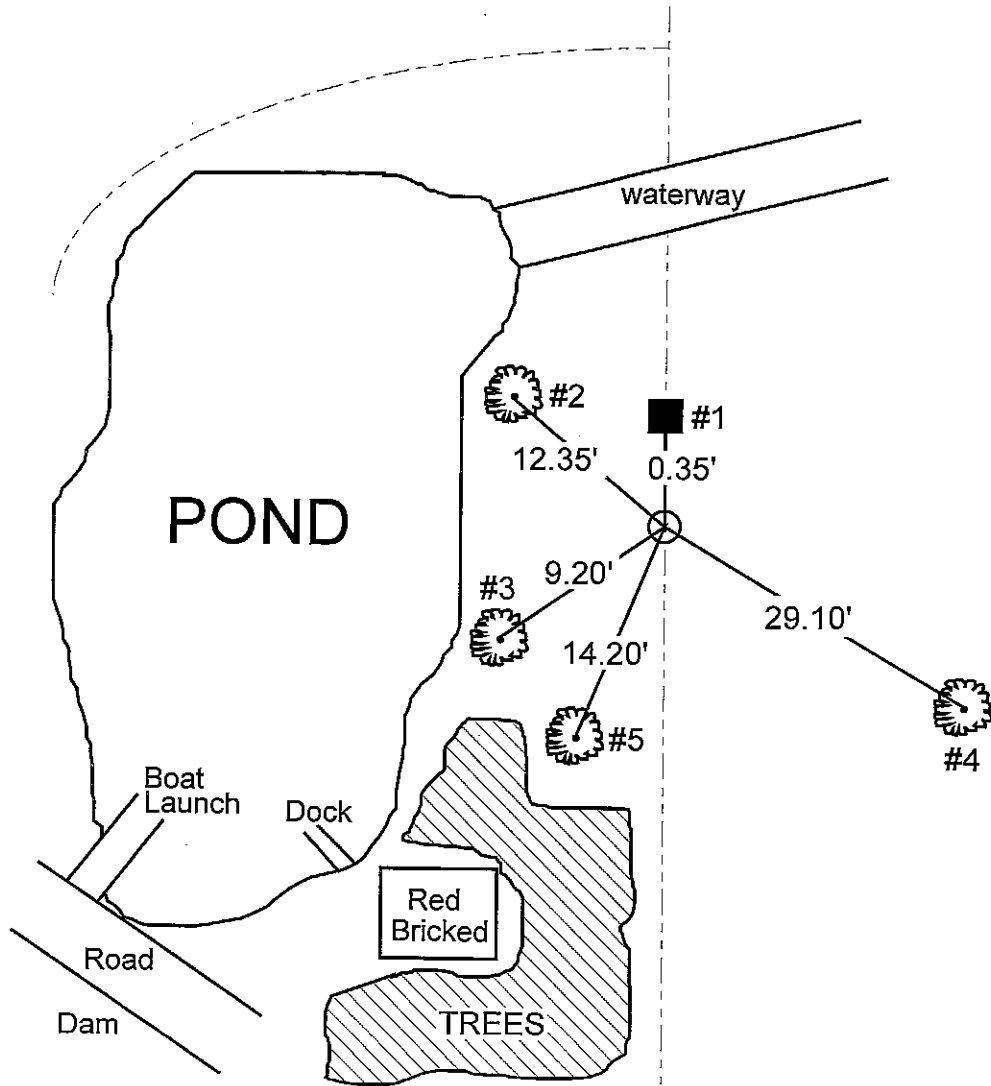 waterway
#2
#1
12.35'
0.35'
POND
9.20'
#3
29.10'
14.20'
#5
#4
Boat
Launch
Dock
Red
Bricked
Road
Dam
TREES